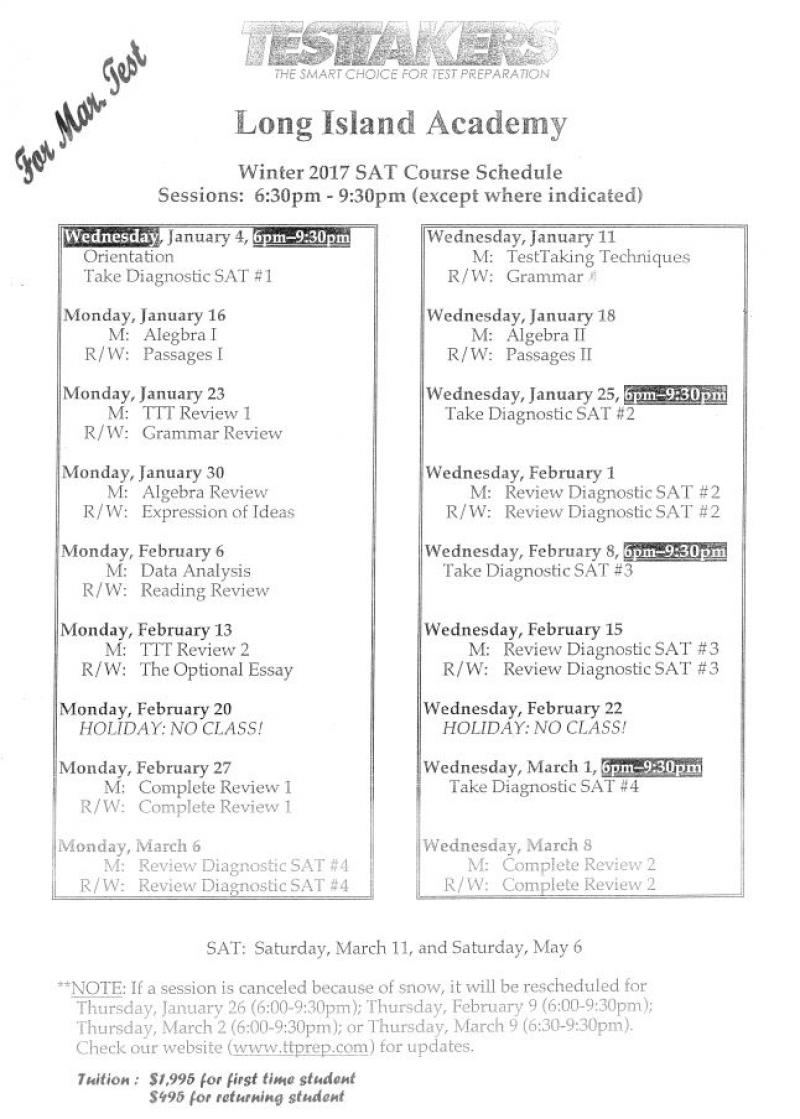 TESTTAKERS
THE SMART CHOICE FOR TEST PREPARATION
For Mar. Test
Long Island Academy
Winter 2017 SAT Course Schedule
Sessions: 6:30pm - 9:30pm (except where indicated)
Wednesday, January 4, 6pm–9:30pm
Orientation
Take Diagnostic SAT #1
Monday, January 16
M: Alegbra I
R/W: Passages I
Monday, January 23
M: TTT Review 1
R/W: Grammar Review
Monday, January 30
M: Algebra Review
R/W: Expression of Ideas
Monday, February 6
M: Data Analysis
R/W: Reading Review
Monday, February 13
M: TTT Review 2
R/W: The Optional Essay
Monday, February 20
HOLIDAY: NO CLASS!
Monday, February 27
M: Complete Review 1
R/W: Complete Review 1
Monday, March 6
M: Review Diagnostic SAT #4
R/W: Review Diagnostic SAT #4
Wednesday, January 11
M: TestTaking Techniques
R/W: Grammar
Wednesday, January 18
M: Algebra II
R/W: Passages II
Wednesday, January 25, 6pm–9:30pm
Take Diagnostic SAT #2
Wednesday, February 1
M: Review Diagnostic SAT #2
R/W: Review Diagnostic SAT #2
Wednesday, February 8, 6pm–9:30pm
Take Diagnostic SAT #3
Wednesday, February 15
M: Review Diagnostic SAT #3
R/W: Review Diagnostic SAT #3
Wednesday, February 22
HOLIDAY: NO CLASS!
Wednesday, March 1, 6pm–9:30pm
Take Diagnostic SAT #4
Wednesday, March 8
M: Complete Review 2
R/W: Complete Review 2
SAT: Saturday, March 11, and Saturday, May 6
**NOTE: If a session is canceled because of snow, it will be rescheduled for
Thursday, January 26 (6:00-9:30pm); Thursday, February 9 (6:00-9:30pm);
Thursday, March 2 (6:00-9:30pm); or Thursday, March 9 (6:30-9:30pm).
Check our website (www.ttprep.com) for updates.
Tuition : $1,995 for first time student
$495 for returning student